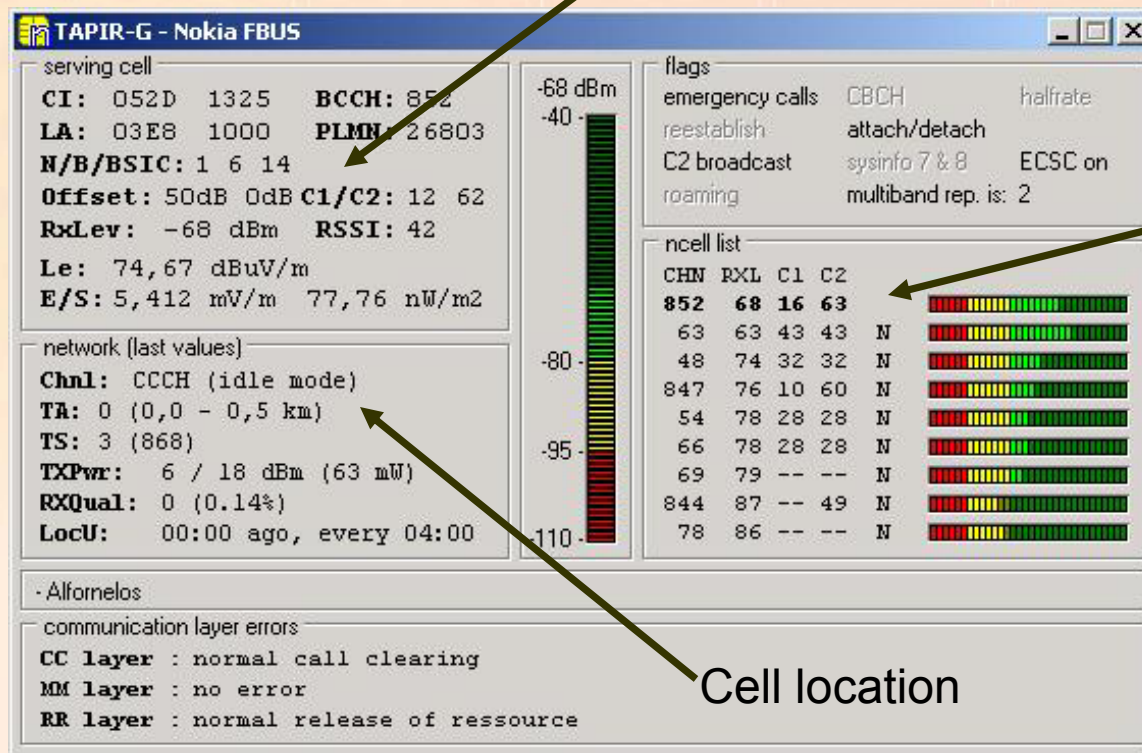 TAPIR-G - Nokia FBUS
serving cell
CI: 052D 1325 BCCH: 852
LA: 03E8 1000 PLMN: 26803
N/B/BSIC: 1 6 14
Offset: 50dB 0dB C1/C2: 12 62
RxLev: -68 dBm RSSI: 42
Le: 74,67 dBuV/m
E/S: 5,412 mV/m 77,76 nW/m2
network (last values)
Chnl: CCCH (idle mode)
TA: 0 (0,0 - 0,5 km)
TS: 3 (868)
TXPwr: 6 / 18 dBm (63 mW)
RXQual: 0 (0.14%)
LocU: 00:00 ago, every 04:00
-68 dBm
-40 -
-80 -
-95 -
-110 -
flags
emergency calls CBCH halfrate
reestablish attach/detach
C2 broadcast sysinfo 7 & 8 ECSC on
roaming multiband rep. is: 2
ncell list
CHN RXL C1 C2
852 68 16 63
63 63 43 43 N
48 74 32 32 N
847 76 10 60 N
54 78 28 28 N
66 78 28 28 N
69 79 -- -- N
844 87 -- 49 N
78 86 -- -- N
- Alfornelos
communication layer errors
CC layer : normal call clearing
MM layer : no error
RR layer : normal release of ressource
Cell location